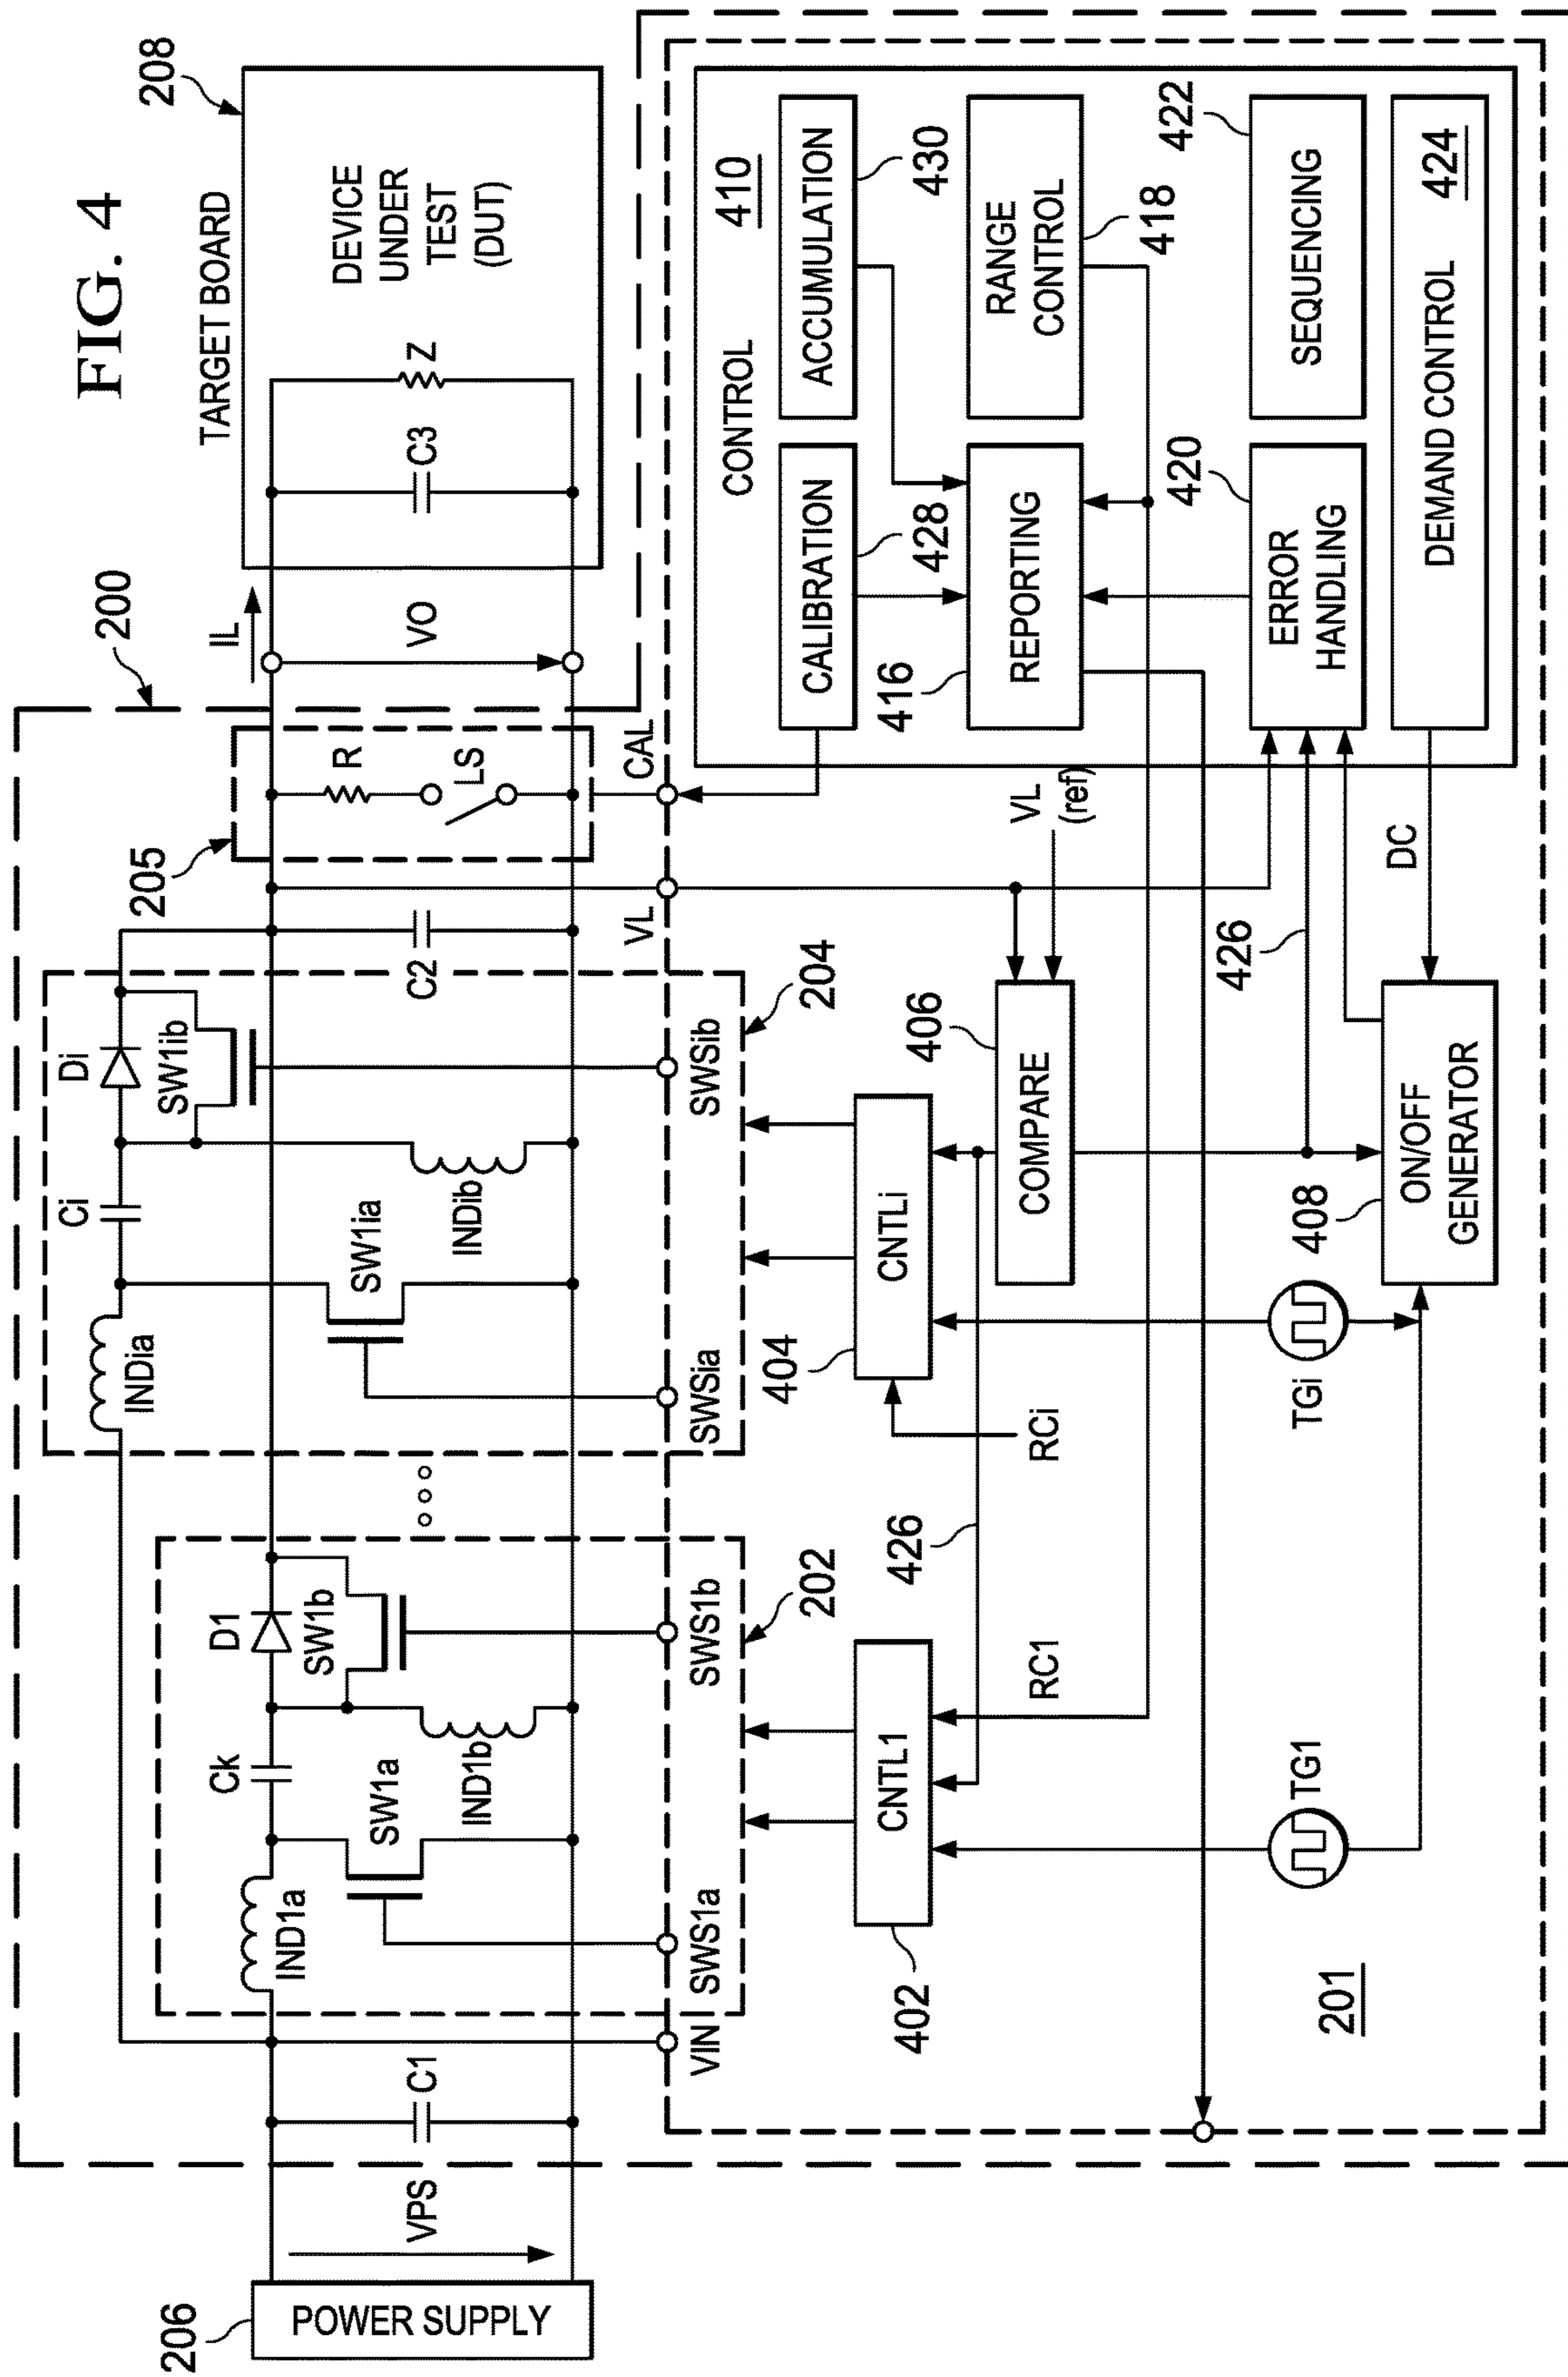 FIG. 4
200
TARGET BOARD
208
DEVICE
UNDER
TEST
(DUT)
C3
Z
IL
VO
206
POWER SUPPLY
VPS
C1
VIN
IND1a
Ck
D1
SW1a
SW1b
IND1b
SWS1a
SWS1b
202
INDia
Ci
Di
SW1ia
SW1ib
INDib
SWSia
SWSib
204
C2
VL
205
R
LS
CAL
402
CNTL1
RC1
426
404
CNTLi
RCi
406
COMPARE
VL
(ref)
TG1
TGi
408
ON/OFF
GENERATOR
426
DC
201
CONTROL
410
CALIBRATION
428
ACCUMULATION
430
416
REPORTING
RANGE
CONTROL
418
ERROR
HANDLING
420
SEQUENCING
422
DEMAND CONTROL
424